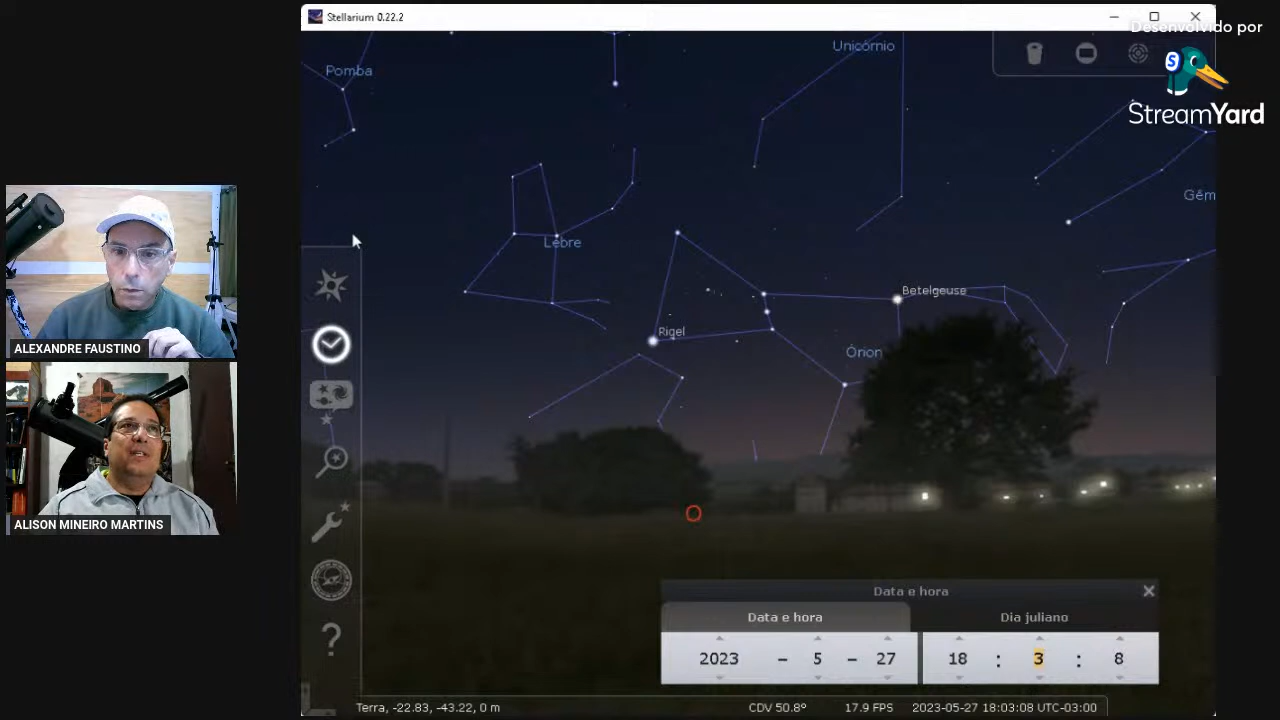 Stellarium 0.22.2
Desenvolvido por
S
StreamYard
Pomba
Unicórnio
Gêm
Lebre
Betelgeuse
Rigel
Órion
ALEXANDRE FAUSTINO
ALISON MINEIRO MARTINS
O
Data e hora
Data e hora
Dia juliano
2023 - 5 - 27 18 : 3 : 8
Terra, -22.83, -43.22, 0 m CDV 50.8° 17.9 FPS 2023-05-27 18:03:08 UTC-03:00